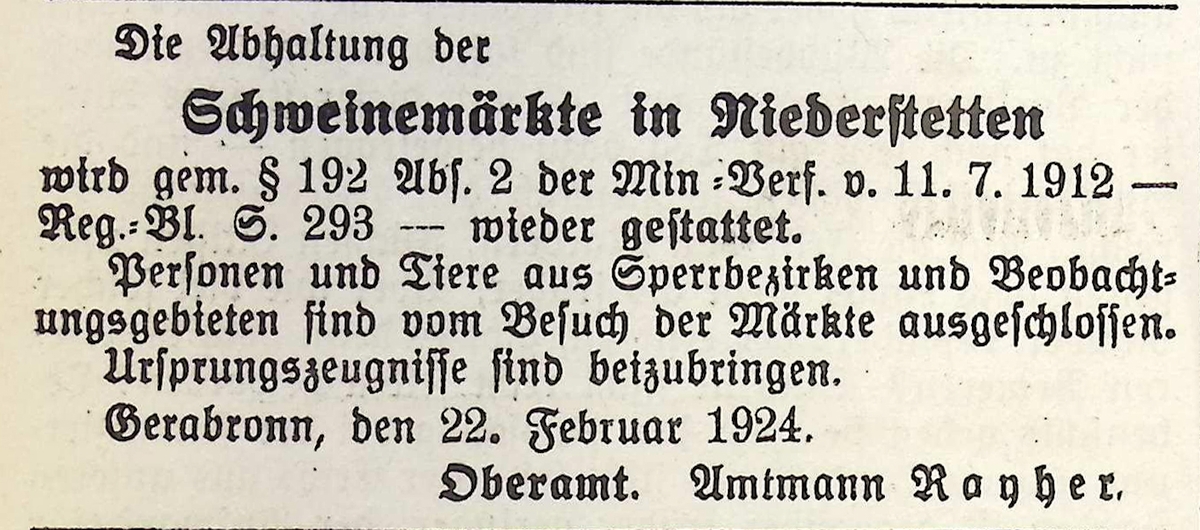 Die Abhaltung der
Schweinemärkte in Niederstetten
wird gem. § 192 Abs. 2 der Min.-Verf. v. 11. 7. 1912 —
Reg.-Bl. S. 293 — wieder gestattet.
Personen und Tiere aus Sperrbezirken und Beobacht-
ungsgebieten sind vom Besuch der Märkte ausgeschlossen.
Ursprungszeugnisse sind beizubringen.
Gerabronn, den 22. Februar 1924.
Oberamt. Amtmann Rayher.